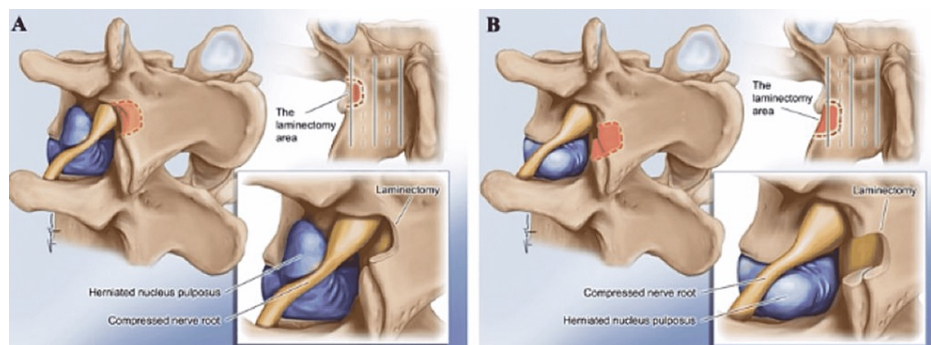 A
The
laminectomy
area
Laminectomy
Herniated nucleus pulposus
Compressed nerve root
B
The
laminectomy
area
Laminectomy
Compressed nerve root
Herniated nucleus pulposus